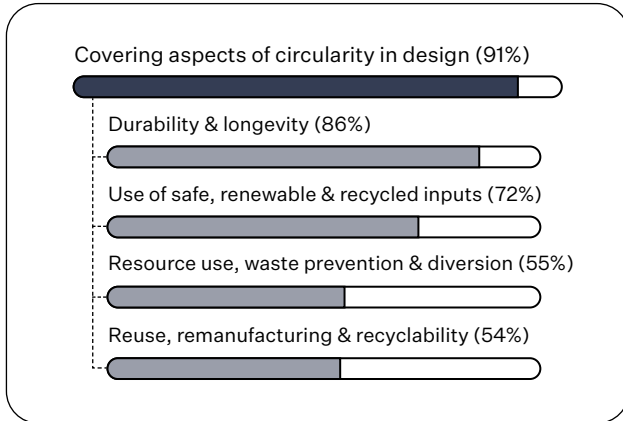 Covering aspects of circularity in design (91%)
Durability & longevity (86%)
Use of safe, renewable & recycled inputs (72%)
Resource use, waste prevention & diversion (55%)
Reuse, remanufacturing & recyclability (54%)